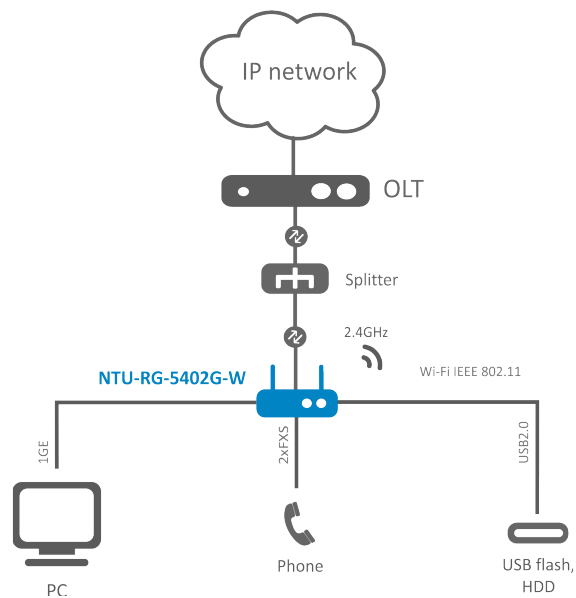 IP network
OLT
Splitter
2.4GHz
NTU-RG-5402G-W
Wi-Fi IEEE 802.11
1GE
2xFXS
USB2.0
Phone
USB flash,
HDD
PC